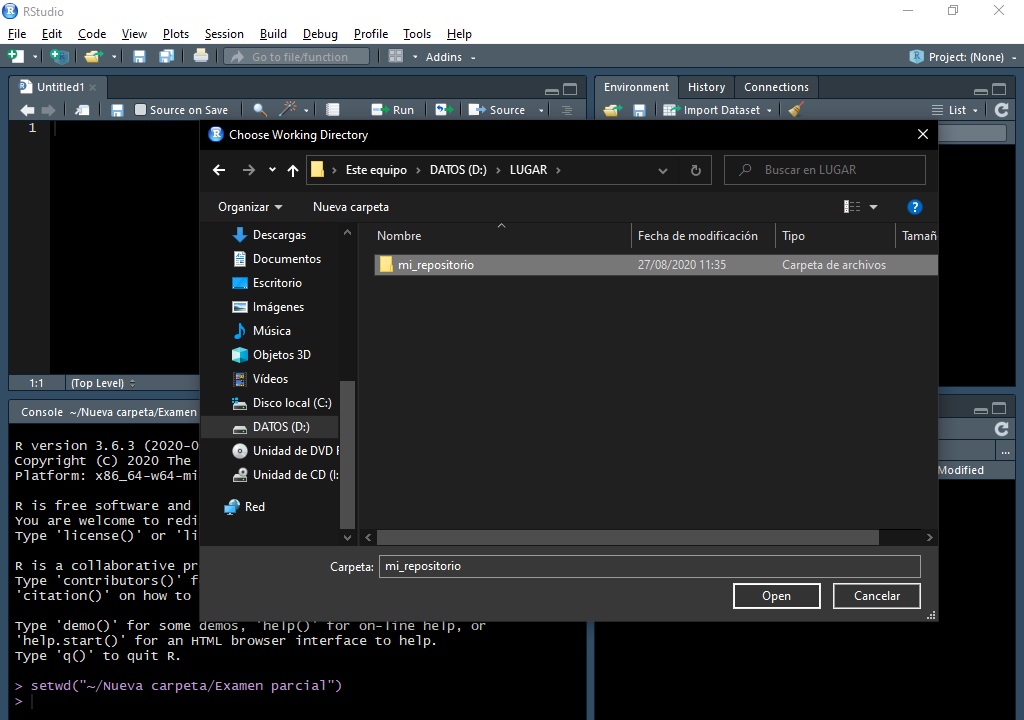 RStudio
File Edit Code View Plots Session Build Debug Profile Tools Help
Go to file/function Addins Project: (None)
Untitled1
Source on Save Run Source
1
1:1 (Top Level)
Environment History Connections
Import Dataset List
Choose Working Directory
Este equipo DATOS (D:) LUGAR Buscar en LUGAR
Organizar Nueva carpeta
Nombre Fecha de modificación Tipo Tamañ
mi_repositorio 27/08/2020 11:35 Carpeta de archivos
Descargas
Documentos
Escritorio
Imágenes
Música
Objetos 3D
Vídeos
Disco local (C:)
DATOS (D:)
Unidad de DVD
Unidad de CD (I:
Red
Carpeta: mi_repositorio
Open Cancelar
Modified
Console ~/Nueva carpeta/Examen
R version 3.6.3 (2020-0
Copyright (C) 2020 The
Platform: x86_64-w64-mi
R is free software and
You are welcome to redi
Type 'license()' or 'li
R is a collaborative pr
Type 'contributors()' f
'citation()' on how to
Type 'demo()' for some demos, 'help()' for on-line help, or
'help.start()' for an HTML browser interface to help.
Type 'q()' to quit R.
> setwd("~/Nueva carpeta/Examen parcial")
>